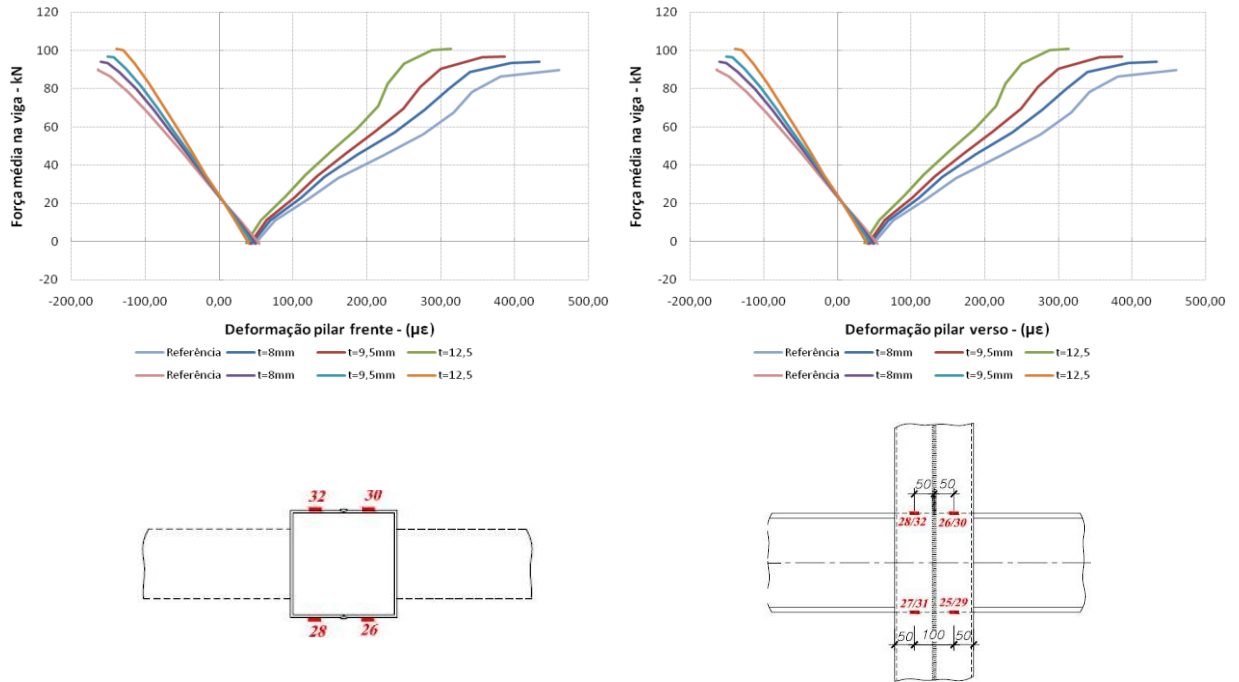 Força média na viga - kN
120
100
80
60
40
20
0
-20
-200,00 -100,00 0,00 100,00 200,00 300,00 400,00 500,00
Deformação pilar frente - (µε)
Referência t=8mm t=9,5mm t=12,5
Referência t=8mm t=9,5mm t=12,5
Força média na viga - kN
120
100
80
60
40
20
0
-20
-200,00 -100,00 0,00 100,00 200,00 300,00 400,00 500,00
Deformação pilar verso - (µε)
Referência t=8mm t=9,5mm t=12,5
Referência t=8mm t=9,5mm t=12,5
32 30
28 26
50 50
28/32 26/30
27/31 25/29
50 100 50